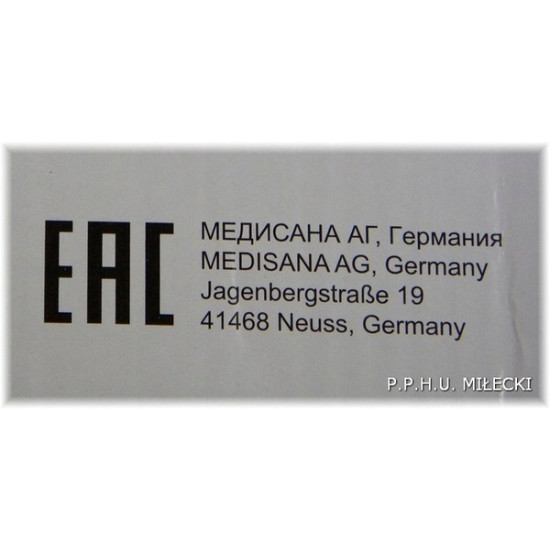 EAC
МЕДИСАНА АГ, Германия
MEDISANA AG, Germany
Jagenbergstraße 19
41468 Neuss, Germany
P.P.H.U. MIŁECKI